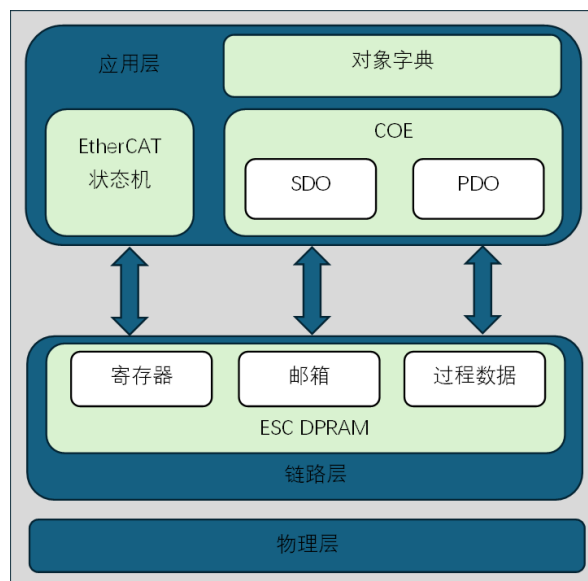 应用层
对象字典
EtherCAT
状态机
COE
SDO
PDO
寄存器
邮箱
过程数据
ESC DPRAM
链路层
物理层